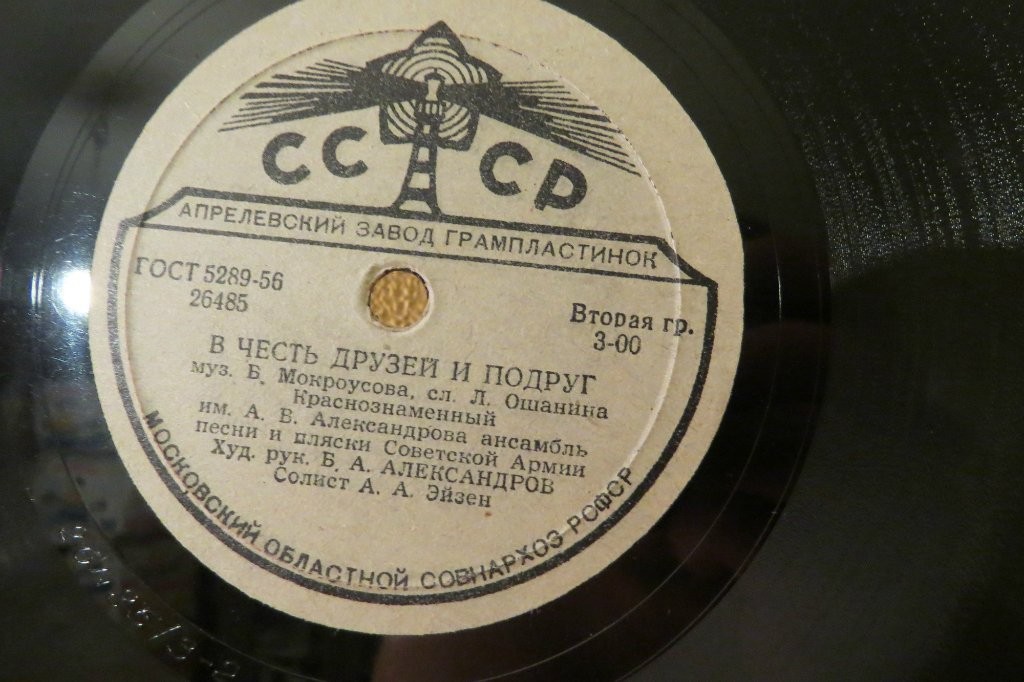 СССР
АПРЕЛЕВСКИЙ ЗАВОД ГРАМПЛАСТИНОК
ГОСТ 5289-56
26485
Вторая гр.
3-00
В ЧЕСТЬ ДРУЗЕЙ И ПОДРУГ
муз. Б. Мокроусова, сл. Л. Ошанина
Краснознаменный
им. А. В. Александрова ансамбль
песни и пляски Советской Армии
Худ. рук. Б. А. АЛЕКСАНДРОВ
Солист А. А. Эйзен
МОСКОВСКИЙ ОБЛАСТНОЙ СОВНАРХОЗ РСФСР